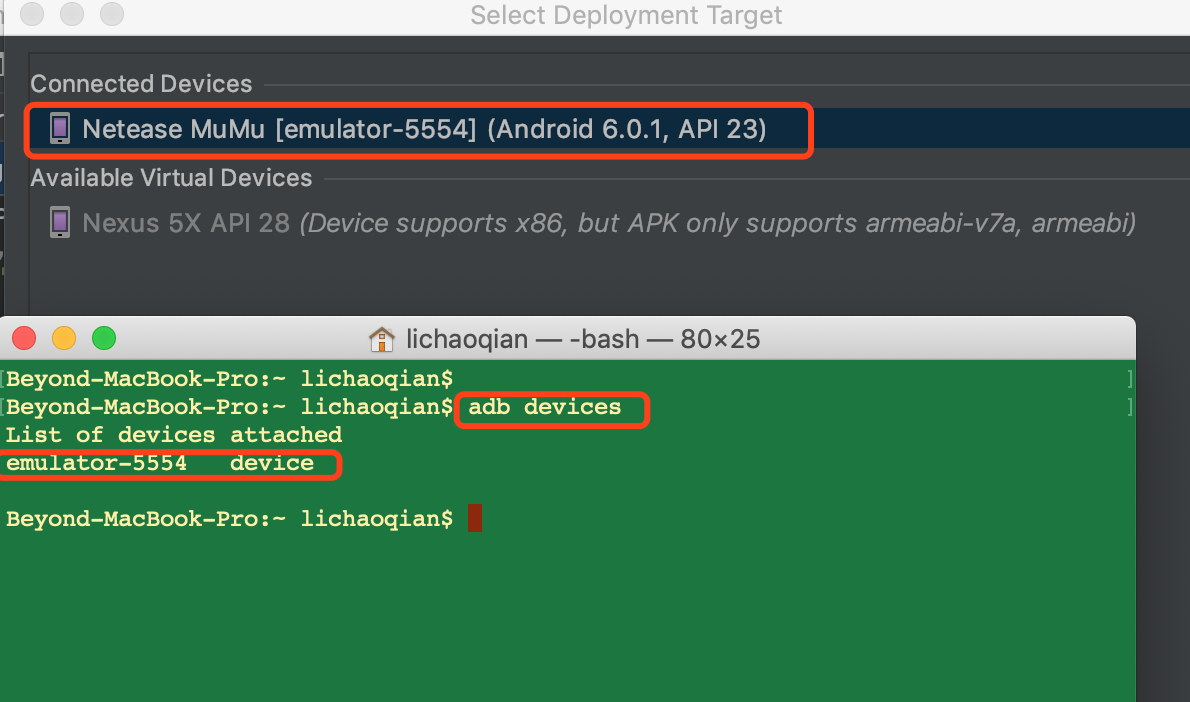 Select Deployment Target
Connected Devices
Netease MuMu [emulator-5554] (Android 6.0.1, API 23)
Available Virtual Devices
Nexus 5X API 28 (Device supports x86, but APK only supports armeabi-v7a, armeabi)
lichaoqian — -bash — 80×25
[Beyond-MacBook-Pro:~ lichaoqian$ ]
[Beyond-MacBook-Pro:~ lichaoqian$ adb devices ]
List of devices attached
emulator-5554 device
Beyond-MacBook-Pro:~ lichaoqian$